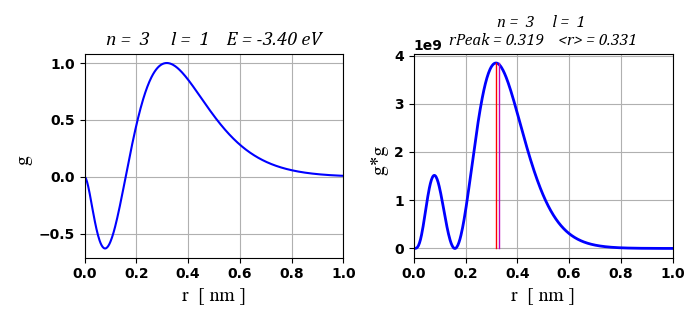 n = 3 l = 1 E = -3.40 eV
1.0
0.5
0.0
−0.5
g
0.0 0.2 0.4 0.6 0.8 1.0
r [ nm ]
n = 3 l = 1
rPeak = 0.319 <r> = 0.331
1e9
4
3
2
1
0
g*g
0.0 0.2 0.4 0.6 0.8 1.0
r [ nm ]